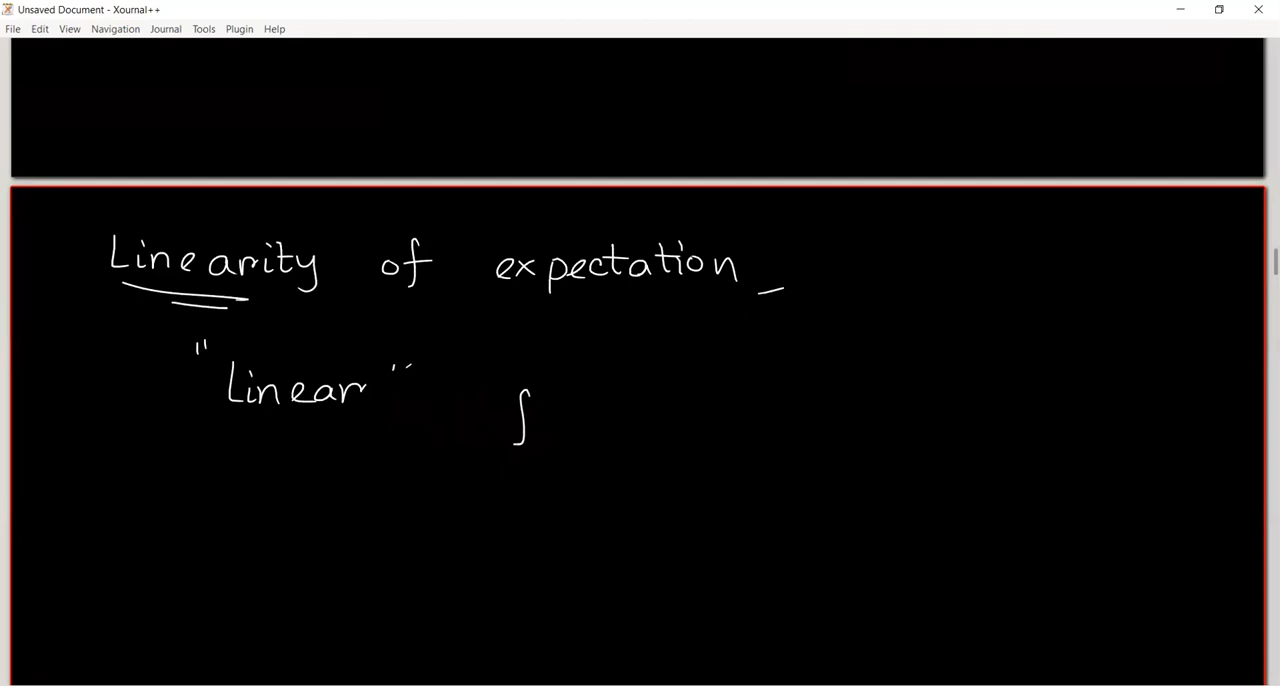 Unsaved Document - Xournal++
File Edit View Navigation Journal Tools Plugin Help
Linearity of expectation
"Linear" ∫